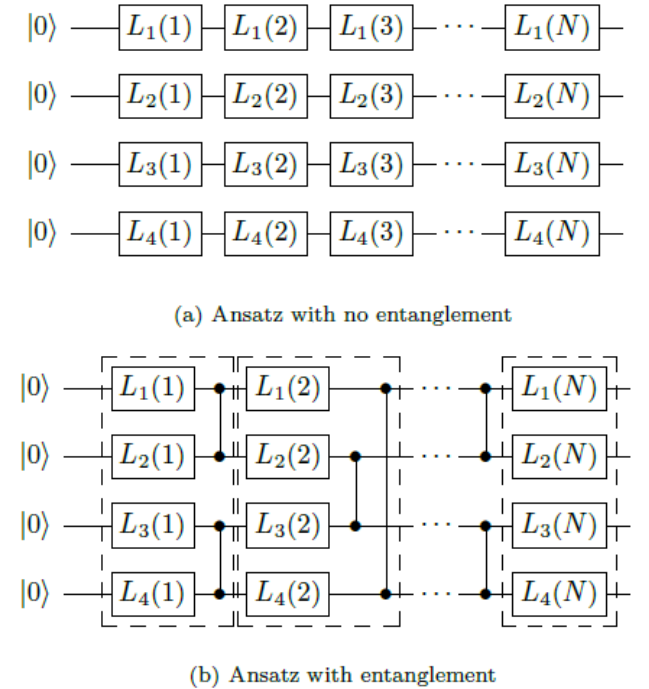 |0⟩ L₁(1) L₁(2) L₁(3) ··· L₁(N)
|0⟩ L₂(1) L₂(2) L₂(3) ··· L₂(N)
|0⟩ L₃(1) L₃(2) L₃(3) ··· L₃(N)
|0⟩ L₄(1) L₄(2) L₄(3) ··· L₄(N)
(a) Ansatz with no entanglement
|0⟩ L₁(1) L₁(2) ··· L₁(N)
|0⟩ L₂(1) L₂(2) ··· L₂(N)
|0⟩ L₃(1) L₃(2) ··· L₃(N)
|0⟩ L₄(1) L₄(2) ··· L₄(N)
(b) Ansatz with entanglement